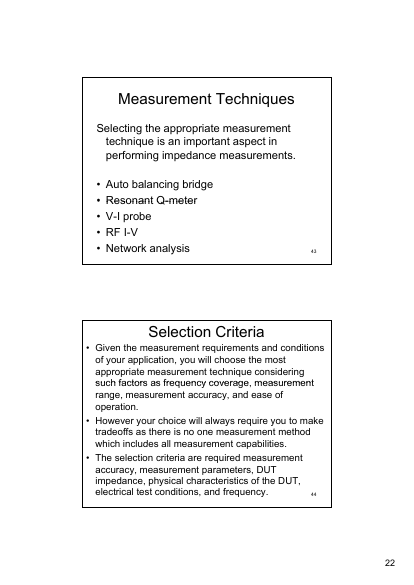 Measurement Techniques
Selecting the appropriate measurement
technique is an important aspect in
performing impedance measurements.
• Auto balancing bridge
• Resonant Q-meter
• V-I probe
• RF I-V
• Network analysis
43
Selection Criteria
• Given the measurement requirements and conditions
of your application, you will choose the most
appropriate measurement technique considering
such factors as frequency coverage, measurement
range, measurement accuracy, and ease of
operation.
• However your choice will always require you to make
tradeoffs as there is no one measurement method
which includes all measurement capabilities.
• The selection criteria are required measurement
accuracy, measurement parameters, DUT
impedance, physical characteristics of the DUT,
electrical test conditions, and frequency.
44
22